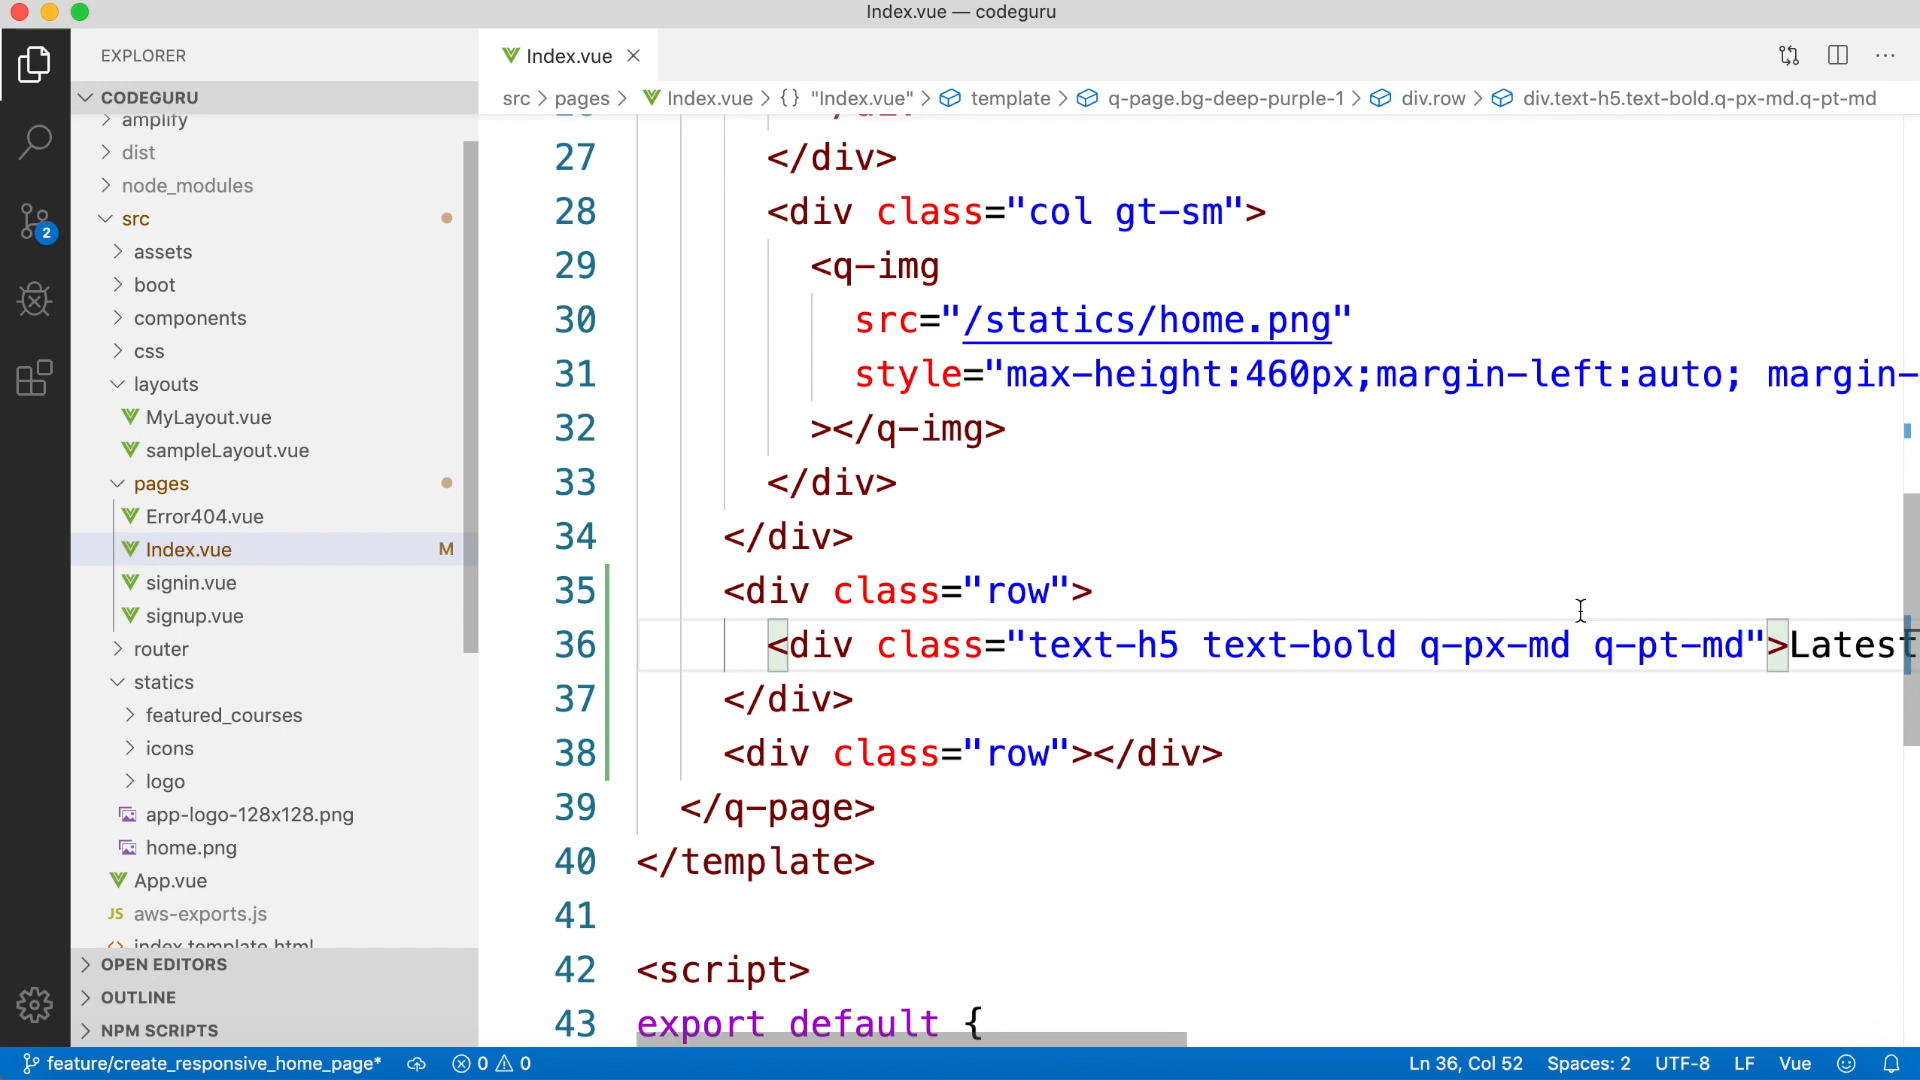 Index.vue — codeguru
EXPLORER
CODEGURU
amplify
dist
node_modules
src
assets
boot
components
css
layouts
MyLayout.vue
sampleLayout.vue
pages
Error404.vue
Index.vue M
signin.vue
signup.vue
router
statics
featured_courses
icons
logo
app-logo-128x128.png
home.png
App.vue
JS aws-exports.js
index.template.html
OPEN EDITORS
OUTLINE
NPM SCRIPTS
2
Index.vue
src > pages > Index.vue > {} "Index.vue" > template > q-page.bg-deep-purple-1 > div.row > div.text-h5.text-bold.q-px-md.q-pt-md
27 </div>
28 <div class="col gt-sm">
29 <q-img
30 src="/statics/home.png"
31 style="max-height:460px;margin-left:auto; margin-
32 ></q-img>
33 </div>
34 </div>
35 <div class="row">
36 <div class="text-h5 text-bold q-px-md q-pt-md">Latest
37 </div>
38 <div class="row"></div>
39 </q-page>
40 </template>
41
42 <script>
43 export default {
feature/create_responsive_home_page* 0 0 Ln 36, Col 52 Spaces: 2 UTF-8 LF Vue